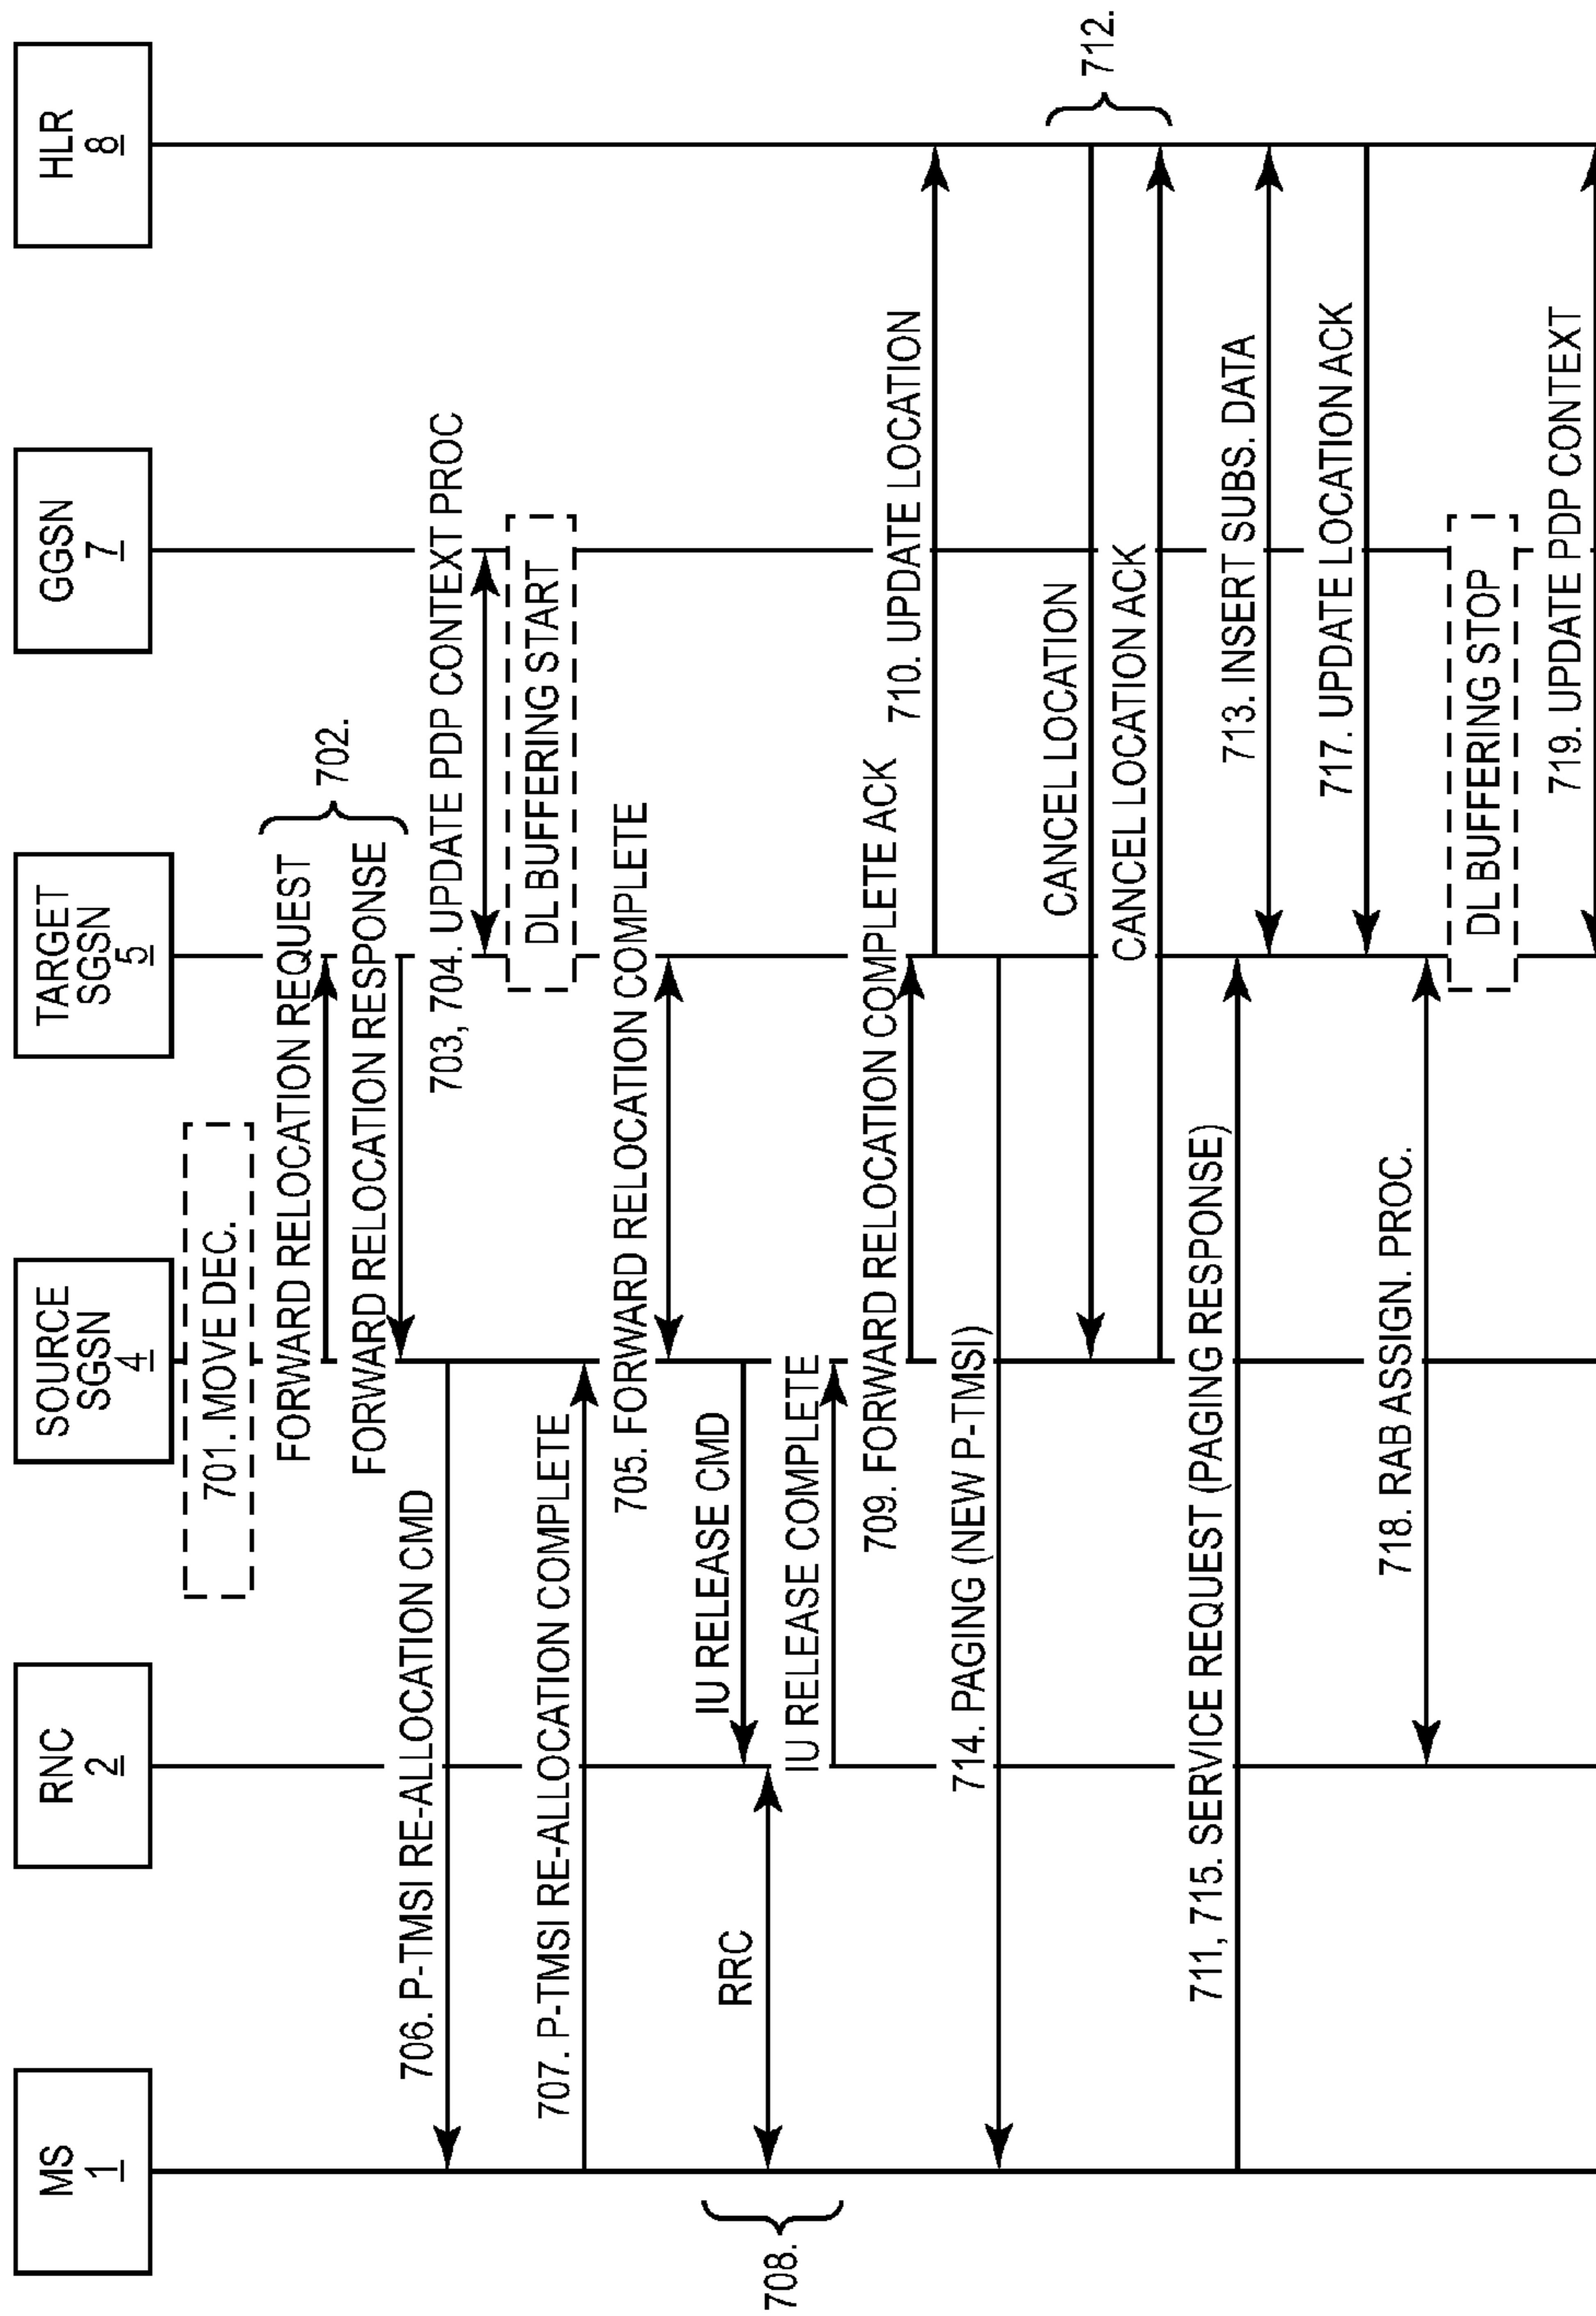 MS
1
RNC
2
SOURCE
SGSN
4
TARGET
SGSN
5
GGSN
7
HLR
8
701. MOVE DEC.
FORWARD RELOCATION REQUEST
702.
FORWARD RELOCATION RESPONSE
706. P-TMSI RE-ALLOCATION CMD
703, 704. UPDATE PDP CONTEXT PROC
DL BUFFERING START
707. P-TMSI RE-ALLOCATION COMPLETE
705. FORWARD RELOCATION COMPLETE
IU RELEASE CMD
RRC
708.
IU RELEASE COMPLETE
709. FORWARD RELOCATION COMPLETE ACK
710. UPDATE LOCATION
714. PAGING (NEW P-TMSI)
CANCEL LOCATION
712.
CANCEL LOCATION ACK
711, 715. SERVICE REQUEST (PAGING RESPONSE)
713. INSERT SUBS. DATA
717. UPDATE LOCATION ACK
718. RAB ASSIGN. PROC.
DL BUFFERING STOP
719. UPDATE PDP CONTEXT